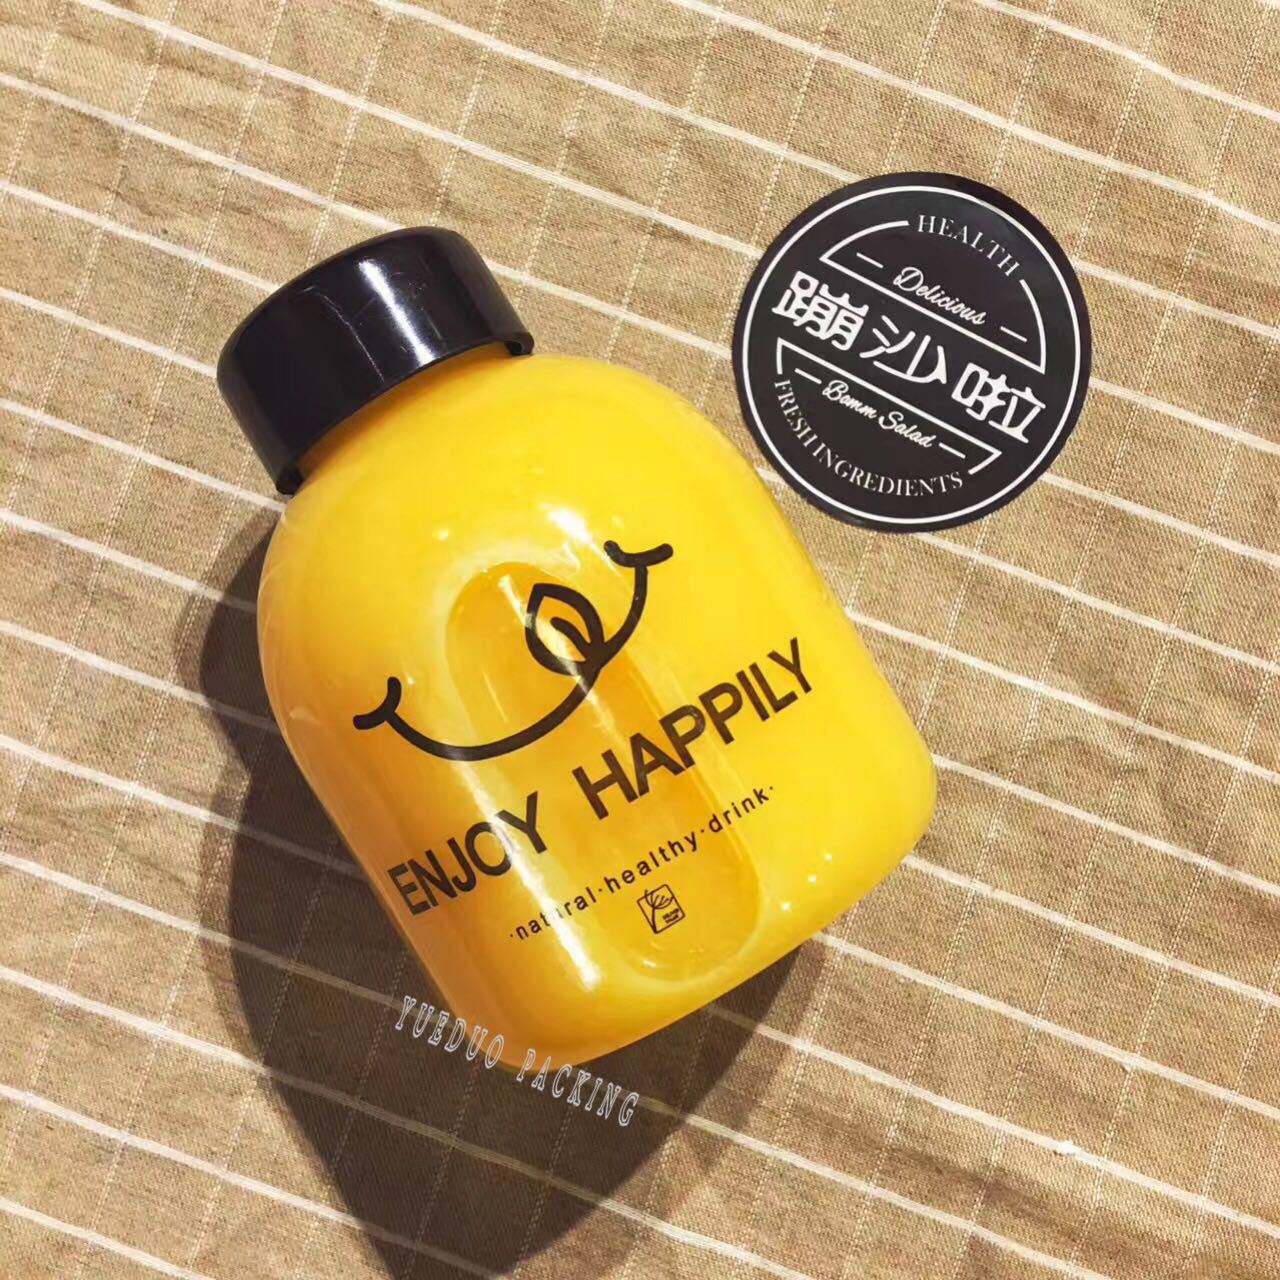 HEALTH
Delicious
蹦沙啦
Bomm Salad
FRESH INGREDIENTS
ENJOY HAPPILY
·natural·healthy·drink·
YUEDUO PACKING